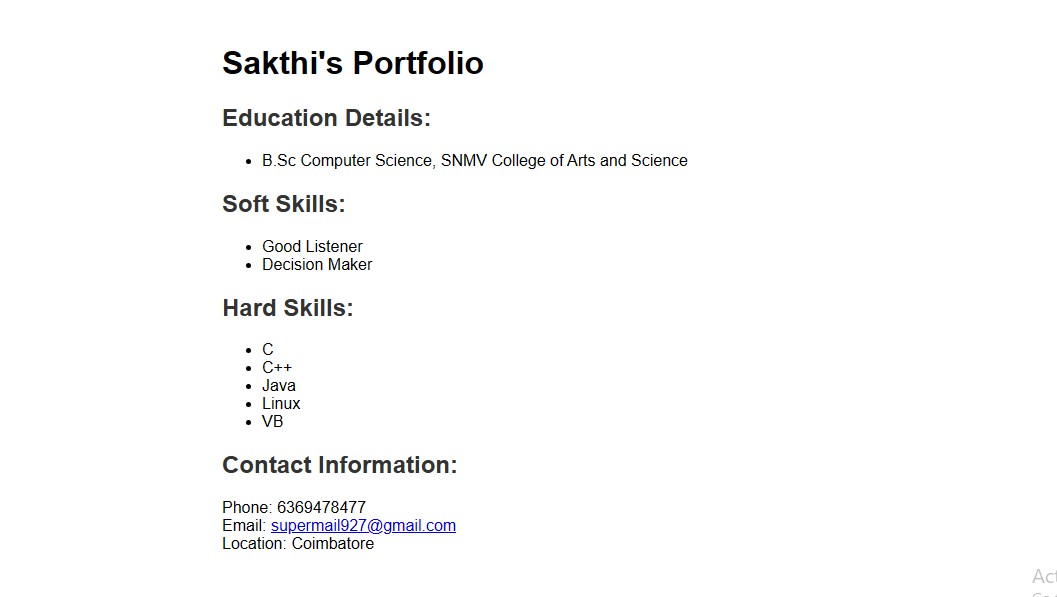 Sakthi's Portfolio
Education Details:
B.Sc Computer Science, SNMV College of Arts and Science
Soft Skills:
Good Listener
Decision Maker
Hard Skills:
C
C++
Java
Linux
VB
Contact Information:
Phone: 6369478477
Email: supermail927@gmail.com
Location: Coimbatore
Act